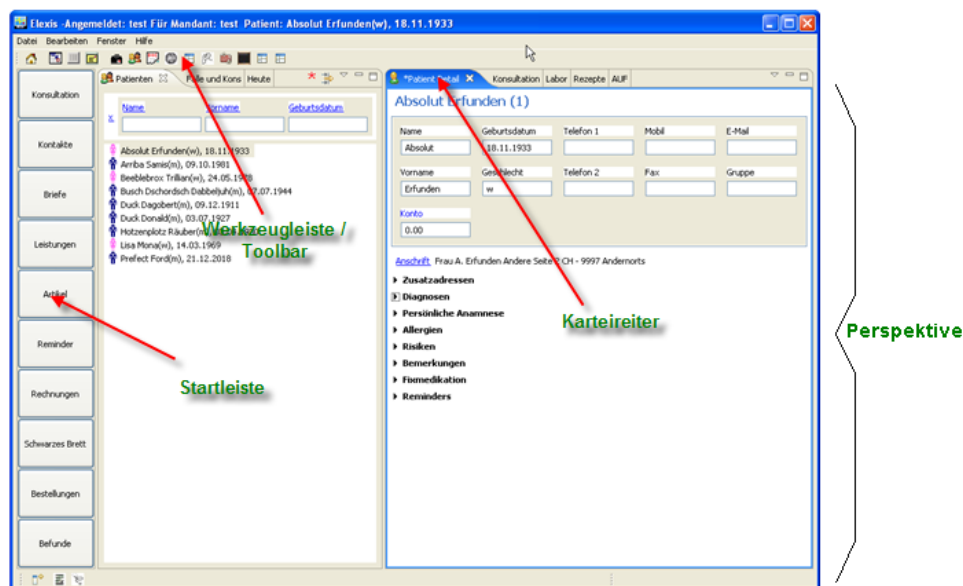 Elexis -Angemeldet: test Für Mandant: test Patient: Absolut Erfunden(w), 18.11.1933
Datei Bearbeiten Fenster Hilfe
Patienten Fälle und Kons Heute
*Patient Detail Konsultation Labor Rezepte AUF
Konsultation
Kontakte
Briefe
Leistungen
Artikel
Reminder
Rechnungen
Schwarzes Brett
Bestellungen
Befunde
x Name Vorname Geburtsdatum
Absolut Erfunden(w), 18.11.1933
Arriba Samis(m), 09.10.1981
Beeblebrox Trillian(w), 24.05.1978
Busch Dschordsch Dabbeljuh(m), 07.07.1944
Duck Dagobert(m), 09.12.1911
Duck Donald(m), 03.07.1927
Hotzenplotz Räuber(m),
Lisa Mona(w), 14.03.1969
Prefect Ford(m), 21.12.2018
Werkzeugleiste /
Toolbar
Startleiste
Absolut Erfunden (1)
Name Geburtsdatum Telefon 1 Mobil E-Mail
Absolut 18.11.1933
Vorname Geschlecht Telefon 2 Fax Gruppe
Erfunden w
Konto
0.00
Anschrift Frau A. Erfunden Andere Seite 2 CH - 9997 Andernorts
Zusatzadressen
Diagnosen
Persönliche Anamnese
Allergien
Risiken
Bemerkungen
Fixmedikation
Reminders
Karteireiter
Perspektive